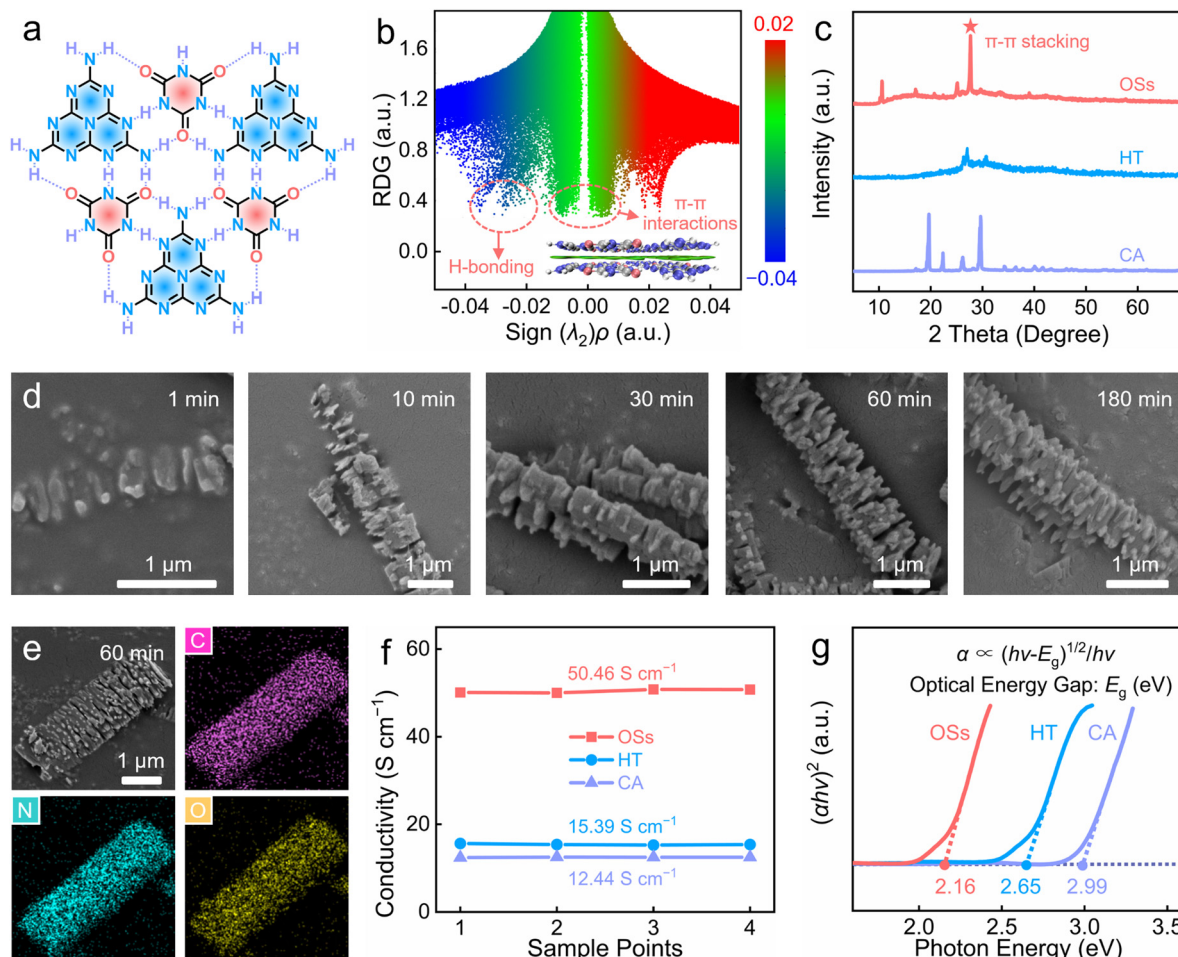 a
H H H H H
O O
N N N N
O
H H H H
O O O O
N N N N
O O
H H H H
b
RDG (a.u.)
1.6
1.2
0.8
0.4
0.0
H-bonding
π-π
interactions
-0.04 -0.02 0.00 0.02 0.04
Sign (λ2)ρ (a.u.)
0.02
−0.04
c
Intensity (a.u.)
π-π stacking
OSs
HT
CA
10 20 30 40 50 60
2 Theta (Degree)
d
1 min
1 µm
10 min
1 µm
30 min
1 µm
60 min
1 µm
180 min
1 µm
e
60 min
1 µm
C
N
O
f
Conductivity (S cm−1)
60
40
20
0
50.46 S cm−1
OSs
HT
CA
15.39 S cm−1
12.44 S cm−1
1 2 3 4
Sample Points
g
α ∝ (hν-Eg)1/2/hν
Optical Energy Gap: Eg (eV)
(αhν)2 (a.u.)
OSs HT CA
2.16 2.65 2.99
2.0 2.5 3.0 3.5
Photon Energy (eV)